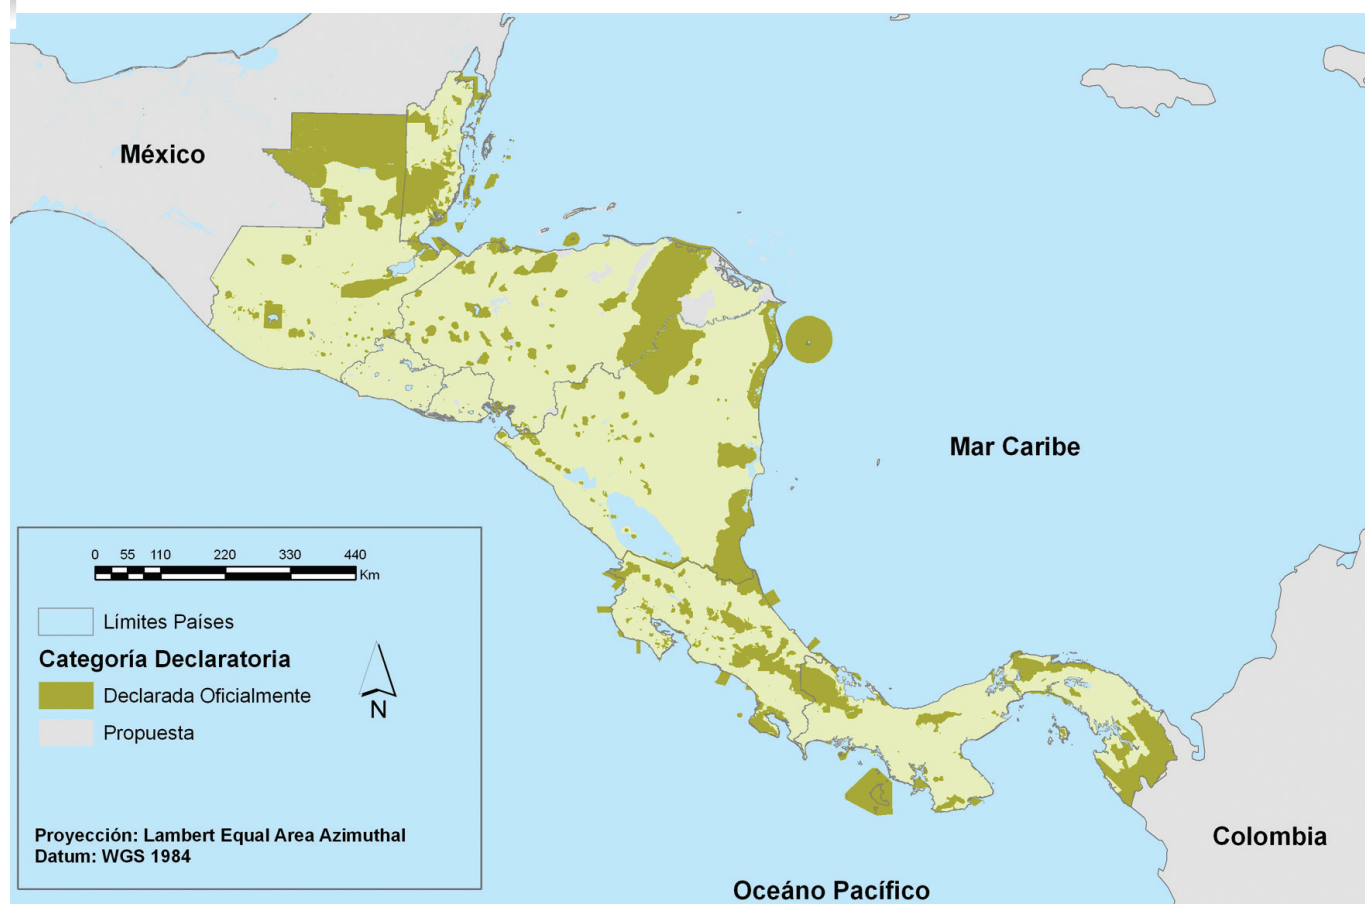 México
Mar Caribe
0 55 110 220 330 440
Km
Límites Países
Categoría Declaratoria
Declarada Oficialmente
Propuesta
N
Proyección: Lambert Equal Area Azimuthal
Datum: WGS 1984
Colombia
Oceáno Pacífico